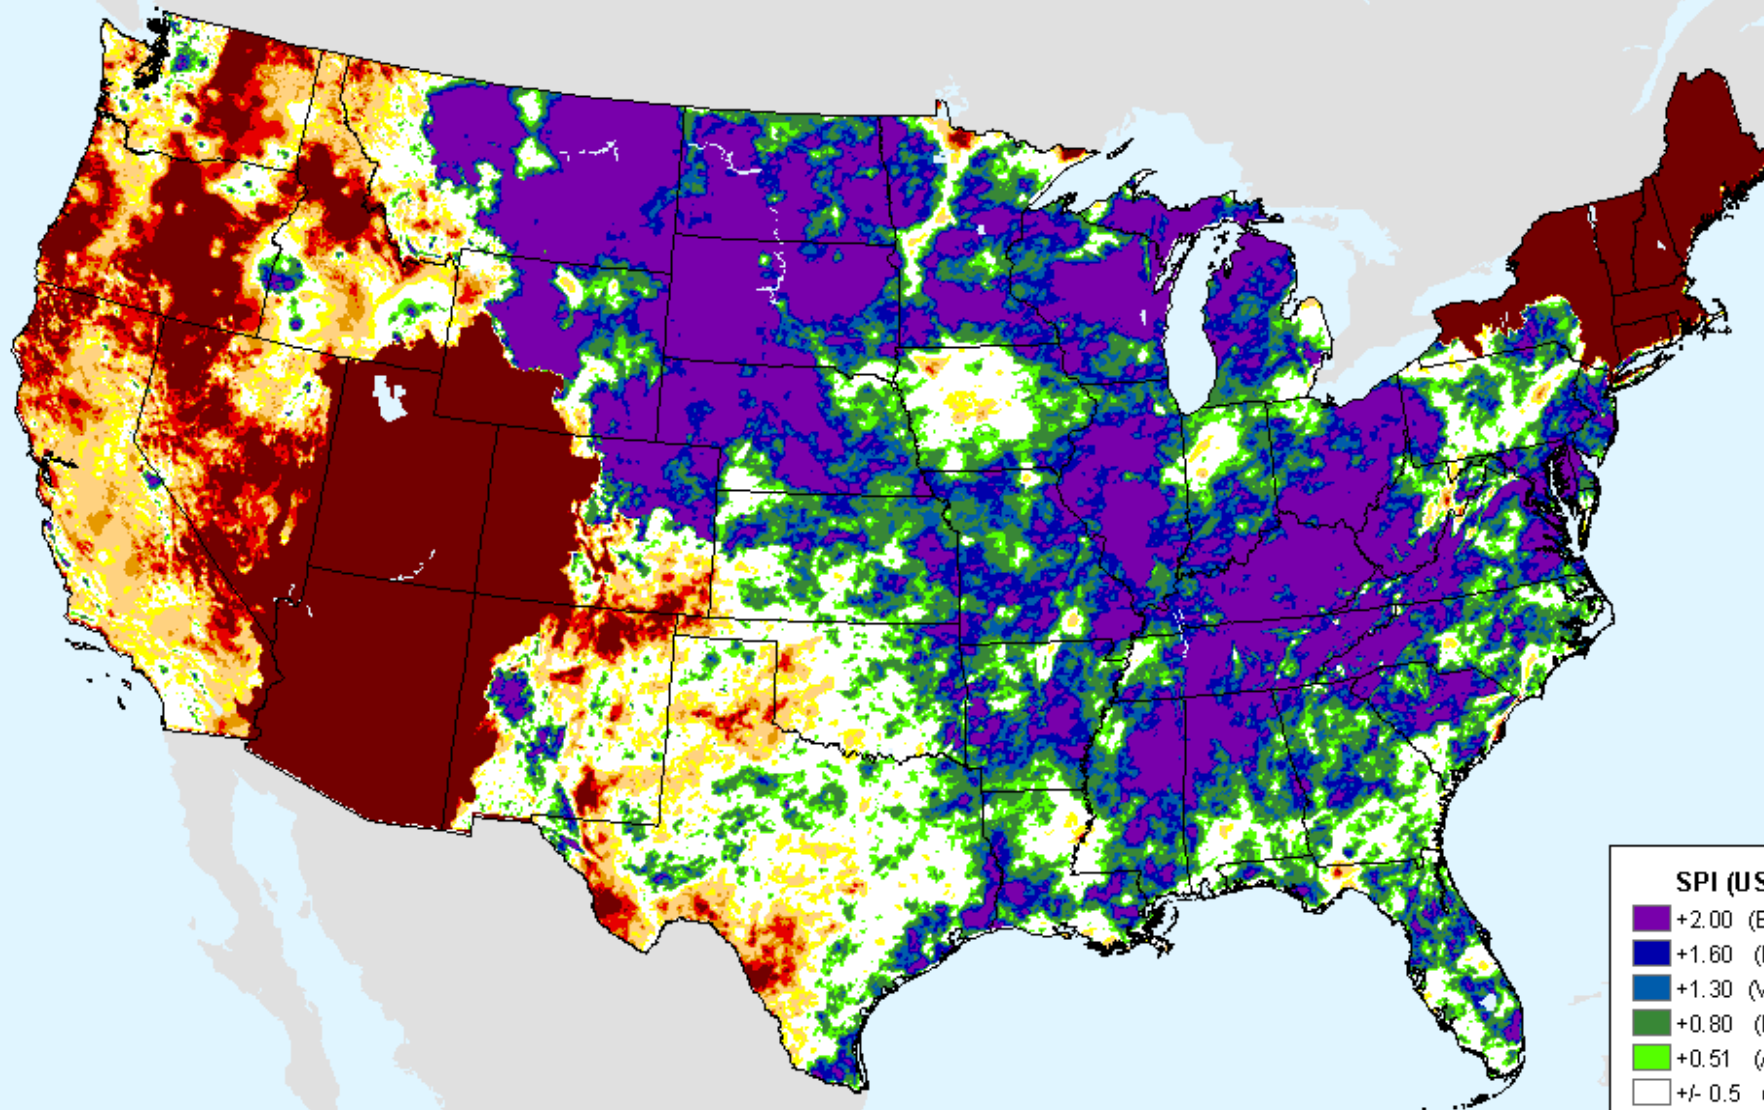 SPI (US
+2.00 (E
+1.60 (
+1.30 (V
+0.80 (
+0.51 (
+/- 0.5